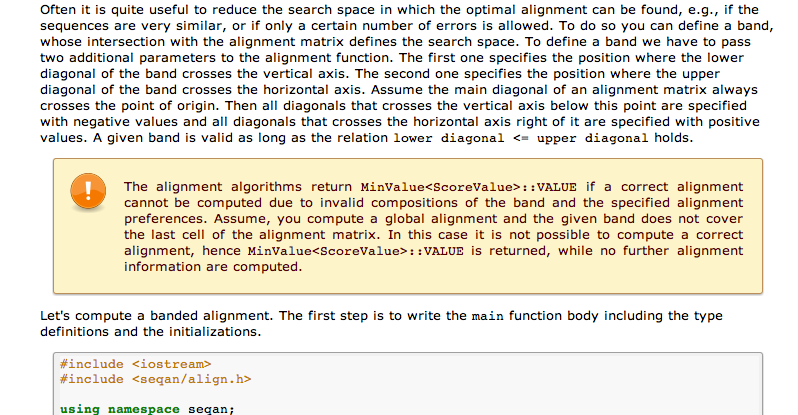 Often it is quite useful to reduce the search space in which the optimal alignment can be found, e.g., if the
sequences are very similar, or if only a certain number of errors is allowed. To do so you can define a band,
whose intersection with the alignment matrix defines the search space. To define a band we have to pass
two additional parameters to the alignment function. The first one specifies the position where the lower
diagonal of the band crosses the vertical axis. The second one specifies the position where the upper
diagonal of the band crosses the horizontal axis. Assume the main diagonal of an alignment matrix always
crosses the point of origin. Then all diagonals that crosses the vertical axis below this point are specified
with negative values and all diagonals that crosses the horizontal axis right of it are specified with positive
values. A given band is valid as long as the relation lower diagonal <= upper diagonal holds.
The alignment algorithms return MinValue<ScoreValue>::VALUE if a correct alignment
cannot be computed due to invalid compositions of the band and the specified alignment
preferences. Assume, you compute a global alignment and the given band does not cover
the last cell of the alignment matrix. In this case it is not possible to compute a correct
alignment, hence MinValue<ScoreValue>::VALUE is returned, while no further alignment
information are computed.
Let's compute a banded alignment. The first step is to write the main function body including the type
definitions and the initializations.
#include <iostream>
#include <seqan/align.h>
using namespace seqan;